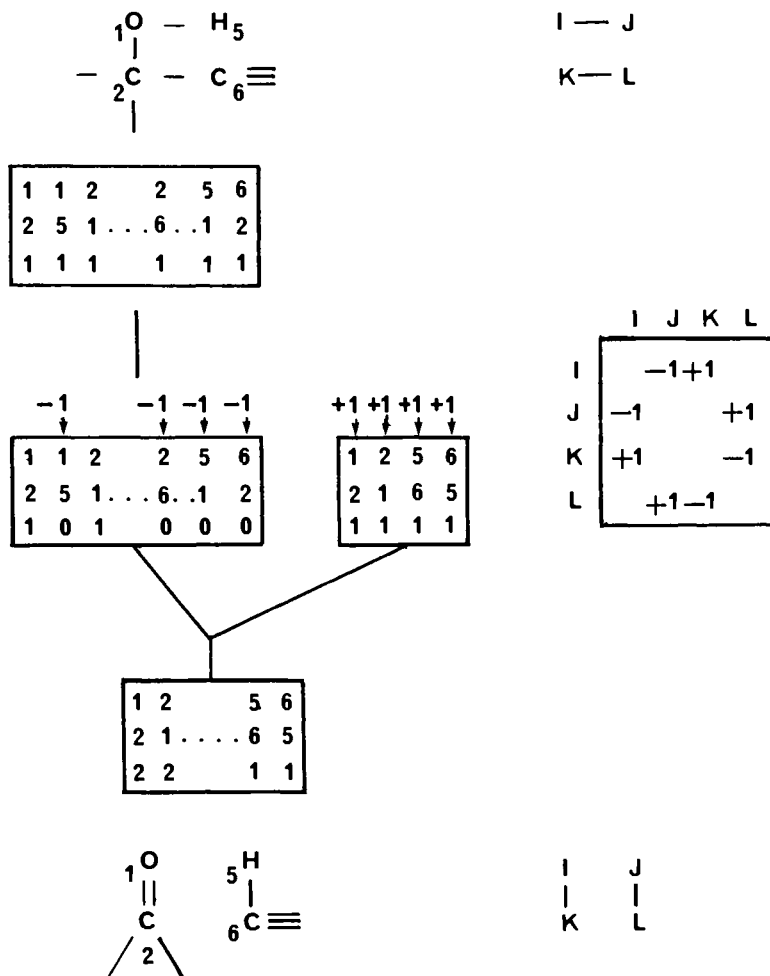 1O — H5 I — J
— 2C — C6≡ K — L
1 1 2 2 5 6
2 5 1 . . . 6 . . 1 2
1 1 1 1 1 1
I J K L
I −1 +1
J −1 +1
K +1 −1
L +1 −1
−1 −1 −1 −1 +1 +1 +1 +1
1 1 2 2 5 6 1 2 5 6
2 5 1 . . . 6 . . 1 2 2 1 6 5
1 0 1 0 0 0 1 1 1 1
1 2 5 6
2 1 . . . . 6 5
2 2 1 1
1O 5H I J
C 6C≡ K L
2